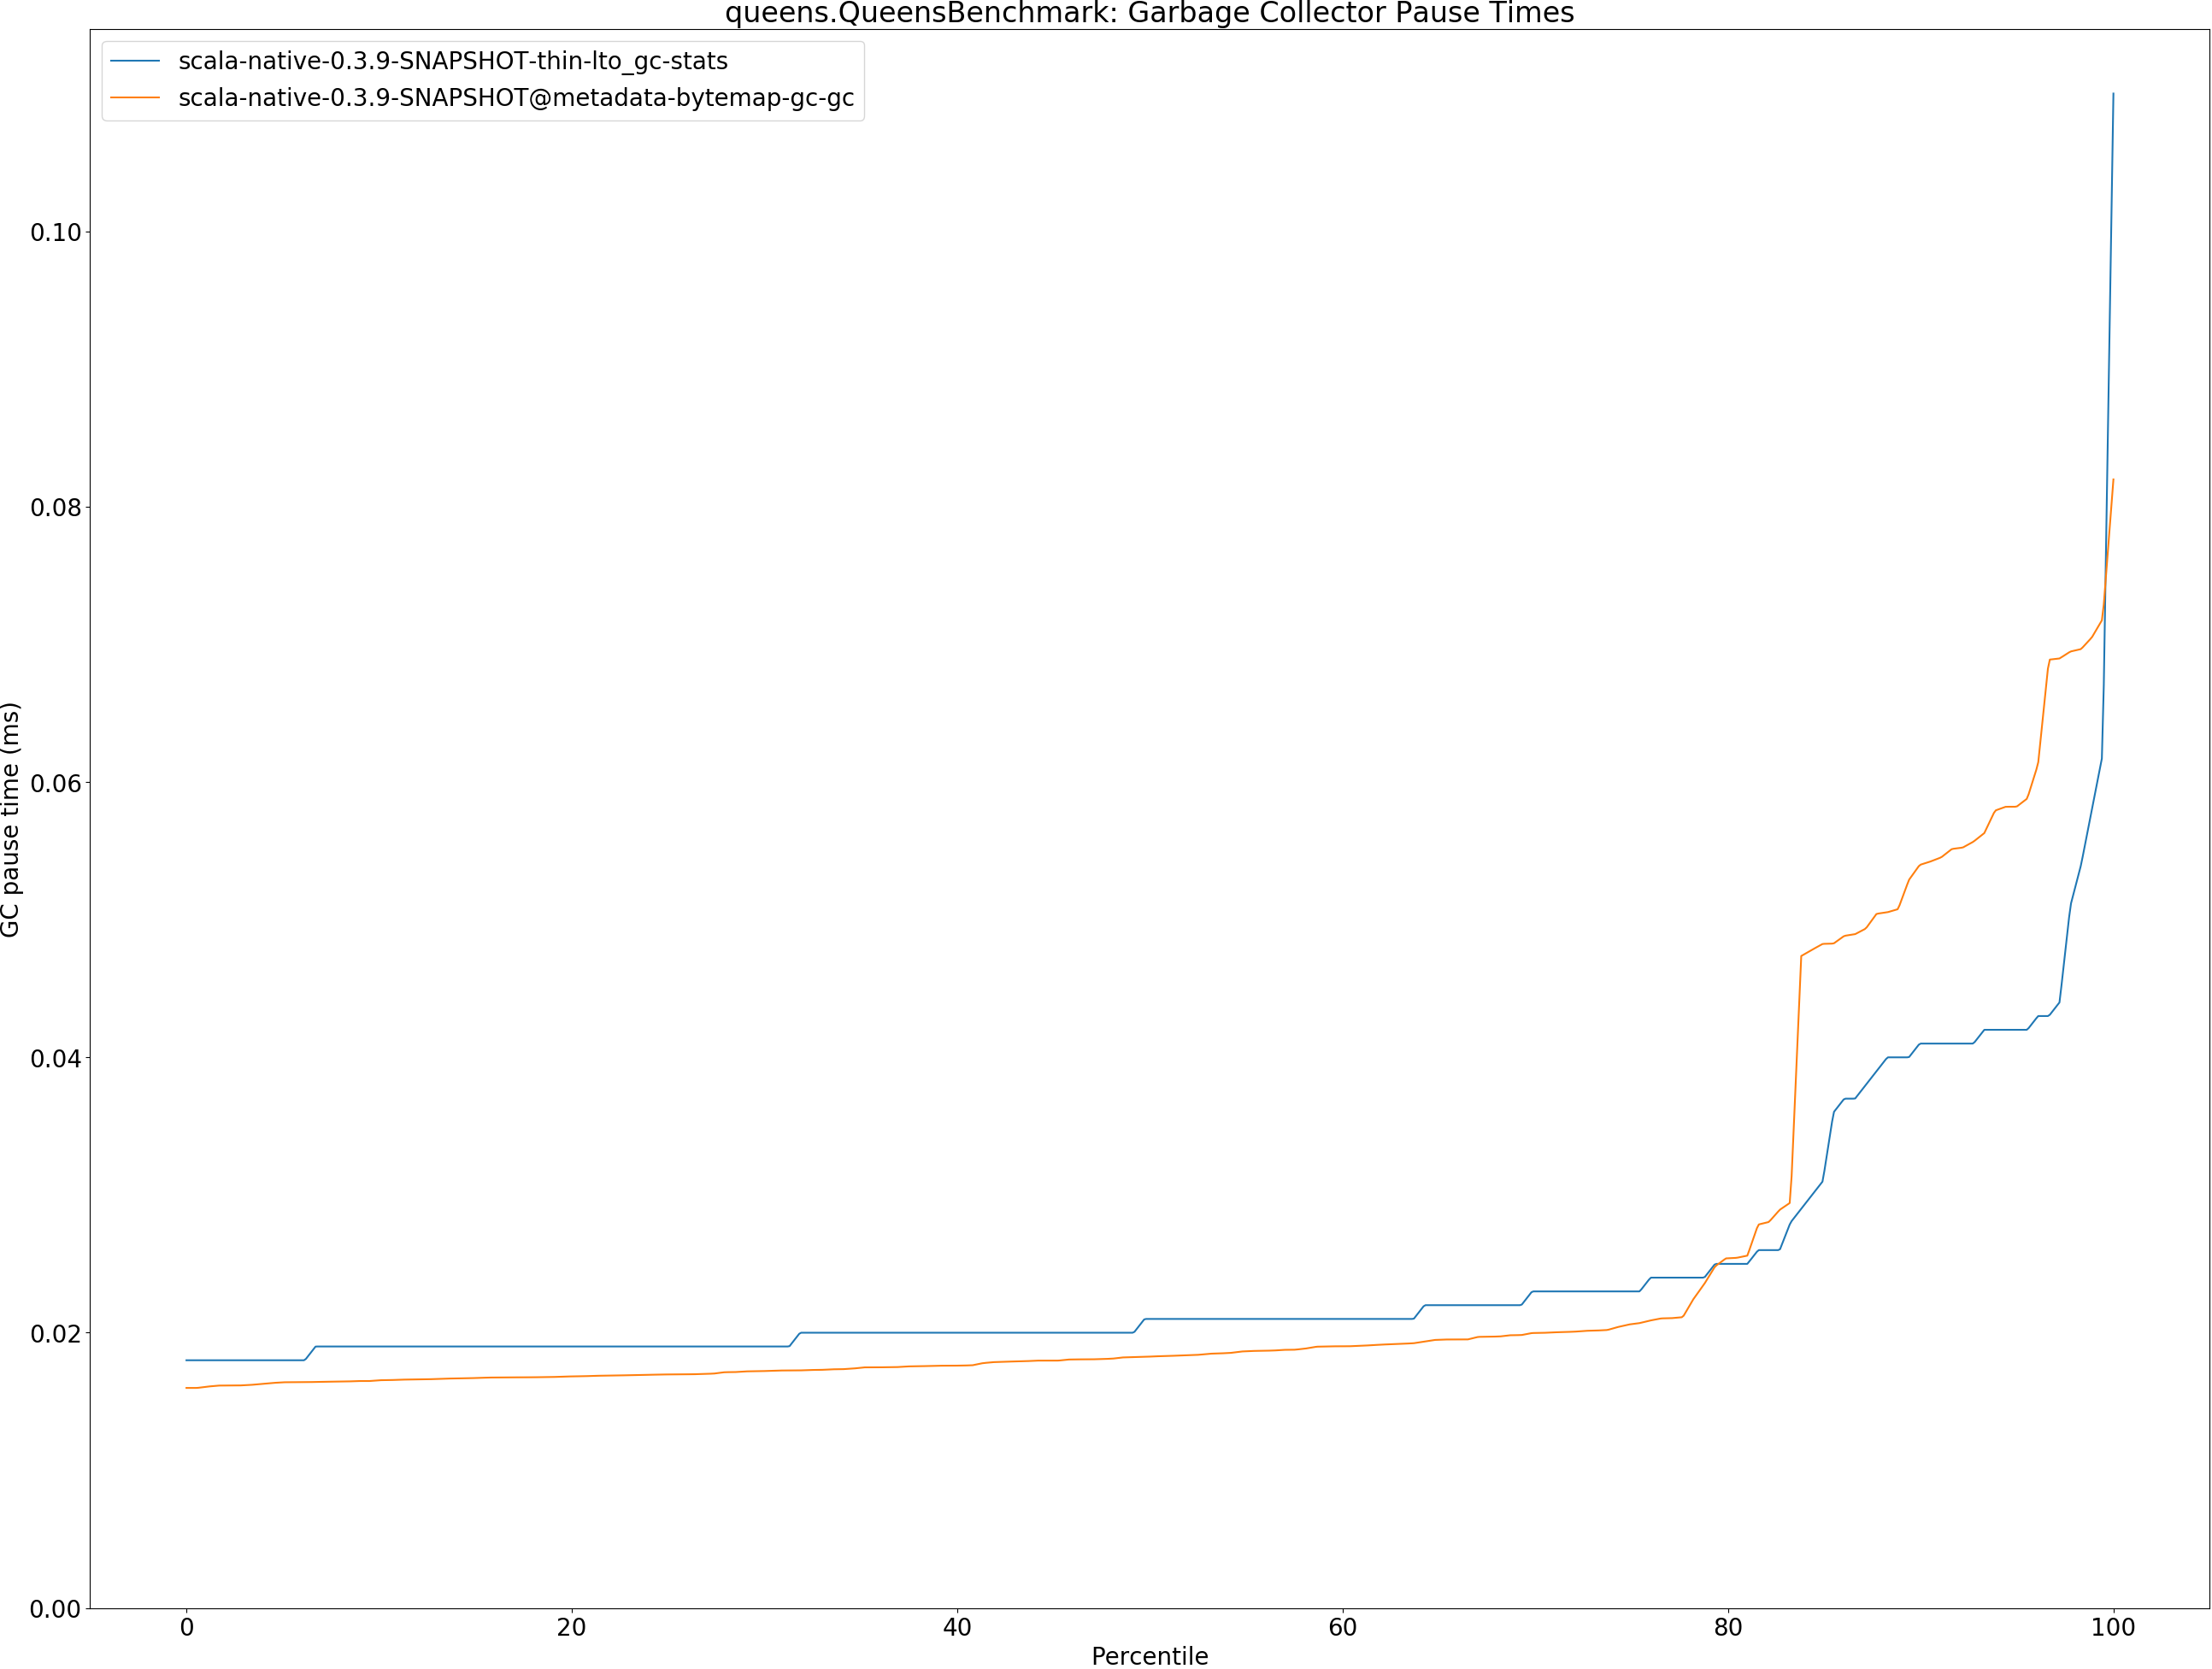 queens.QueensBenchmark: Garbage Collector Pause Times
scala-native-0.3.9-SNAPSHOT-thin-lto_gc-stats
scala-native-0.3.9-SNAPSHOT@metadata-bytemap-gc-gc
GC pause time (ms)
0.10
0.08
0.06
0.04
0.02
0.00
0 20 40 60 80 100
Percentile